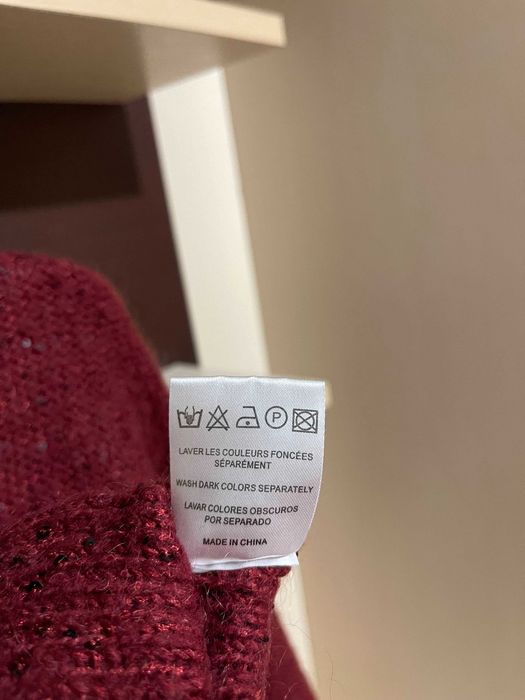 P
LAVER LES COULEURS FONCÉES
SÉPARÉMENT
WASH DARK COLORS SEPARATELY
LAVAR COLORES OBSCUROS
POR SEPARADO
MADE IN CHINA